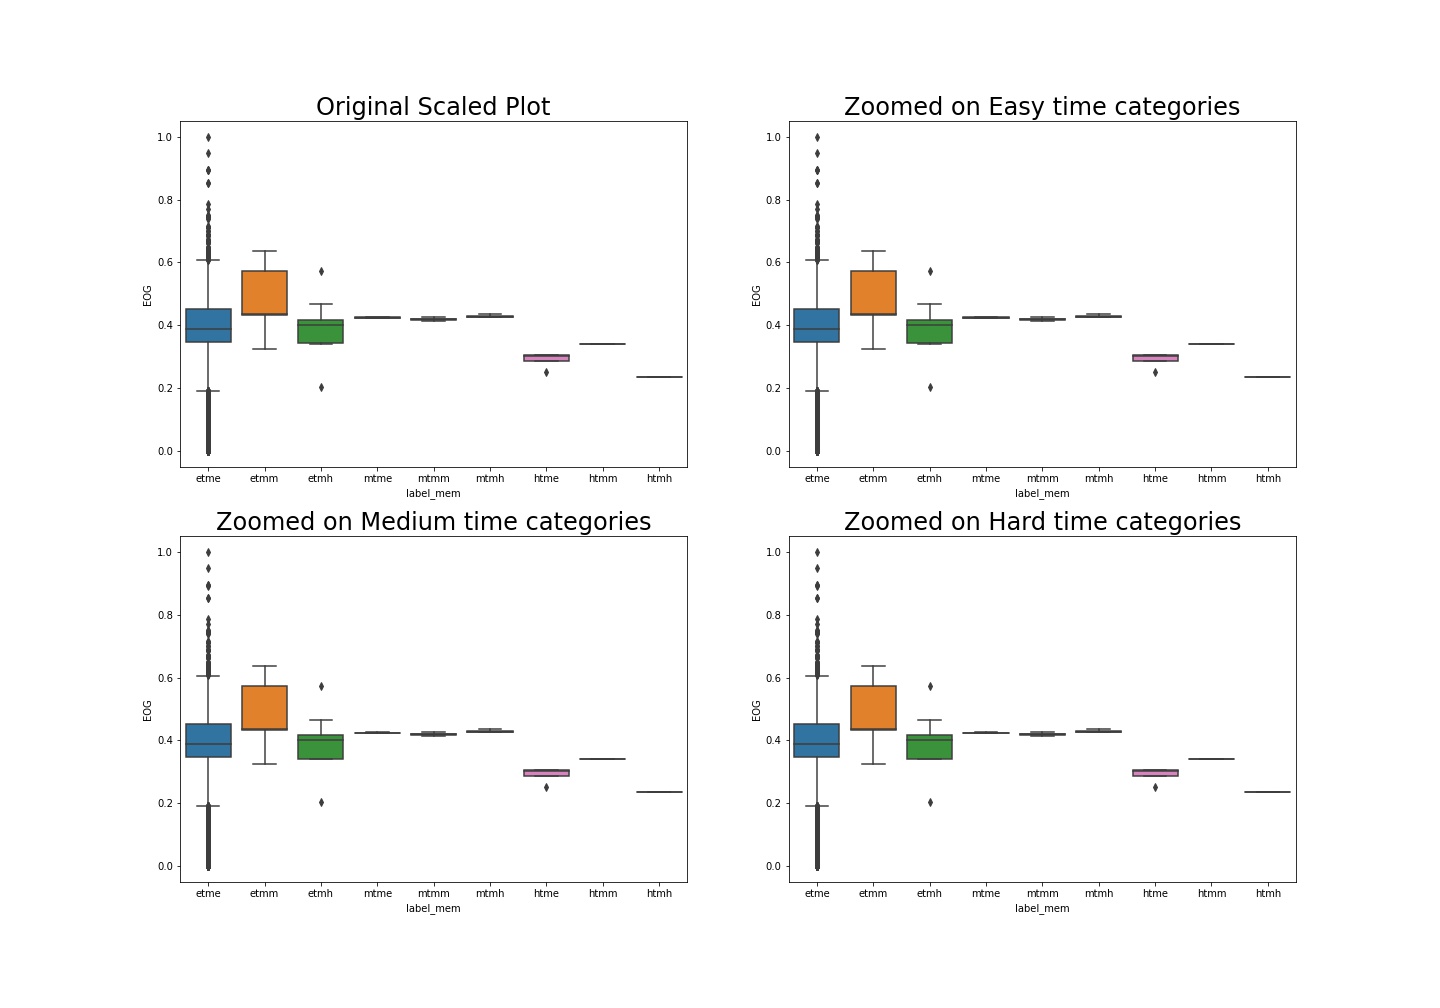 Original Scaled Plot
1.0
0.8
0.6
0.4
0.2
0.0
EOG
etme etmm etmh mtme mtmm mtmh htme htmm htmh
label_mem
Zoomed on Easy time categories
1.0
0.8
0.6
0.4
0.2
0.0
EOG
etme etmm etmh mtme mtmm mtmh htme htmm htmh
label_mem
Zoomed on Medium time categories
1.0
0.8
0.6
0.4
0.2
0.0
EOG
etme etmm etmh mtme mtmm mtmh htme htmm htmh
label_mem
Zoomed on Hard time categories
1.0
0.8
0.6
0.4
0.2
0.0
EOG
etme etmm etmh mtme mtmm mtmh htme htmm htmh
label_mem